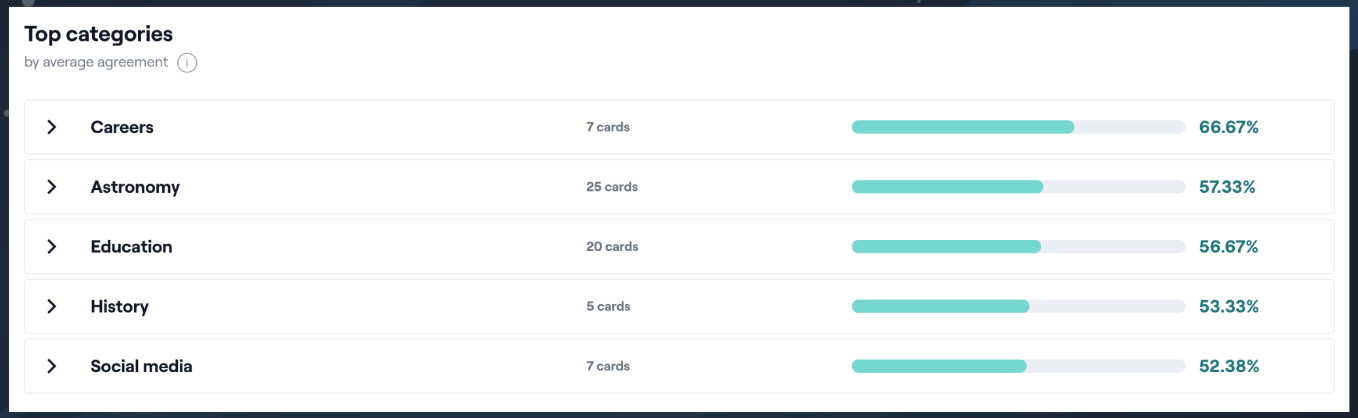 Top categories
by average agreement
Careers 7 cards 66.67%
Astronomy 25 cards 57.33%
Education 20 cards 56.67%
History 5 cards 53.33%
Social media 7 cards 52.38%